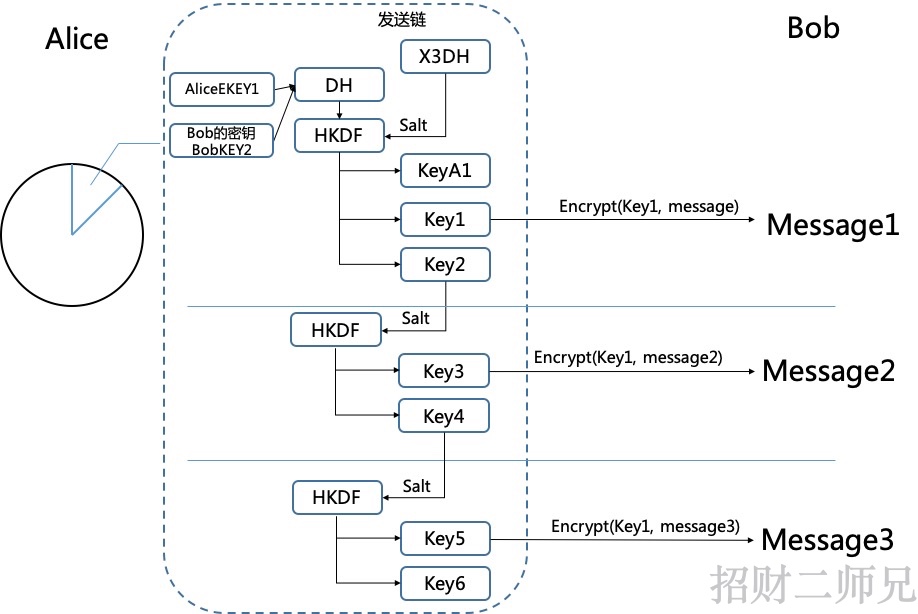 发送链
Alice
Bob
X3DH
AliceEKEY1
DH
Bob的密钥
BobKEY2
HKDF
Salt
KeyA1
Key1
Encrypt(Key1, message)
Message1
Key2
HKDF
Salt
Key3
Encrypt(Key1, message2)
Message2
Key4
HKDF
Salt
Key5
Encrypt(Key1, message3)
Message3
Key6
招财二师兄